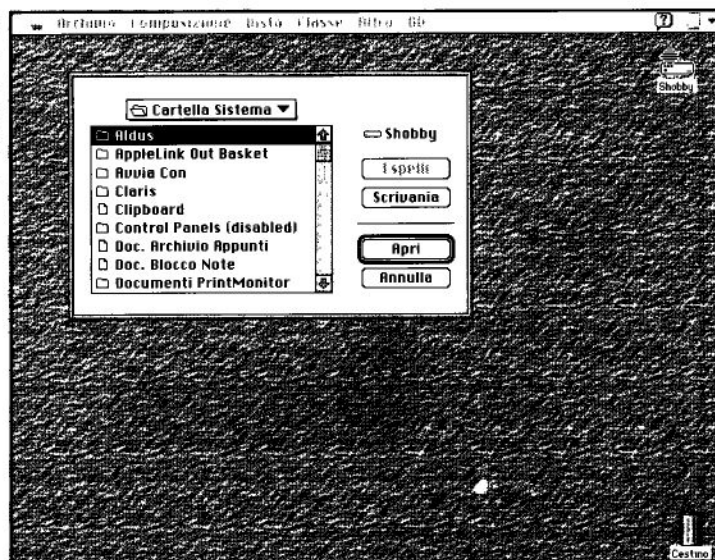 Archivio Composizione Vista Classe Altro GO
Shobby
Cartella Sistema
Aldus
AppleLink Out Basket
Avvia Con
Claris
Clipboard
Control Panels (disabled)
Doc. Archivio Appunti
Doc. Blocco Note
Documenti PrintMonitor
Shobby
Espelli
Scrivania
Apri
Annulla
Cestino